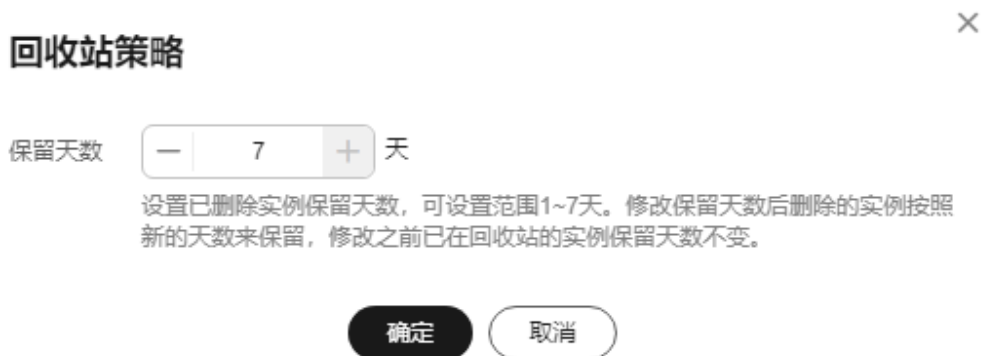 回收站策略
保留天数 — 7 + 天
设置已删除实例保留天数，可设置范围1~7天。修改保留天数后删除的实例按照
新的天数来保留，修改之前已在回收站的实例保留天数不变。
确定 取消